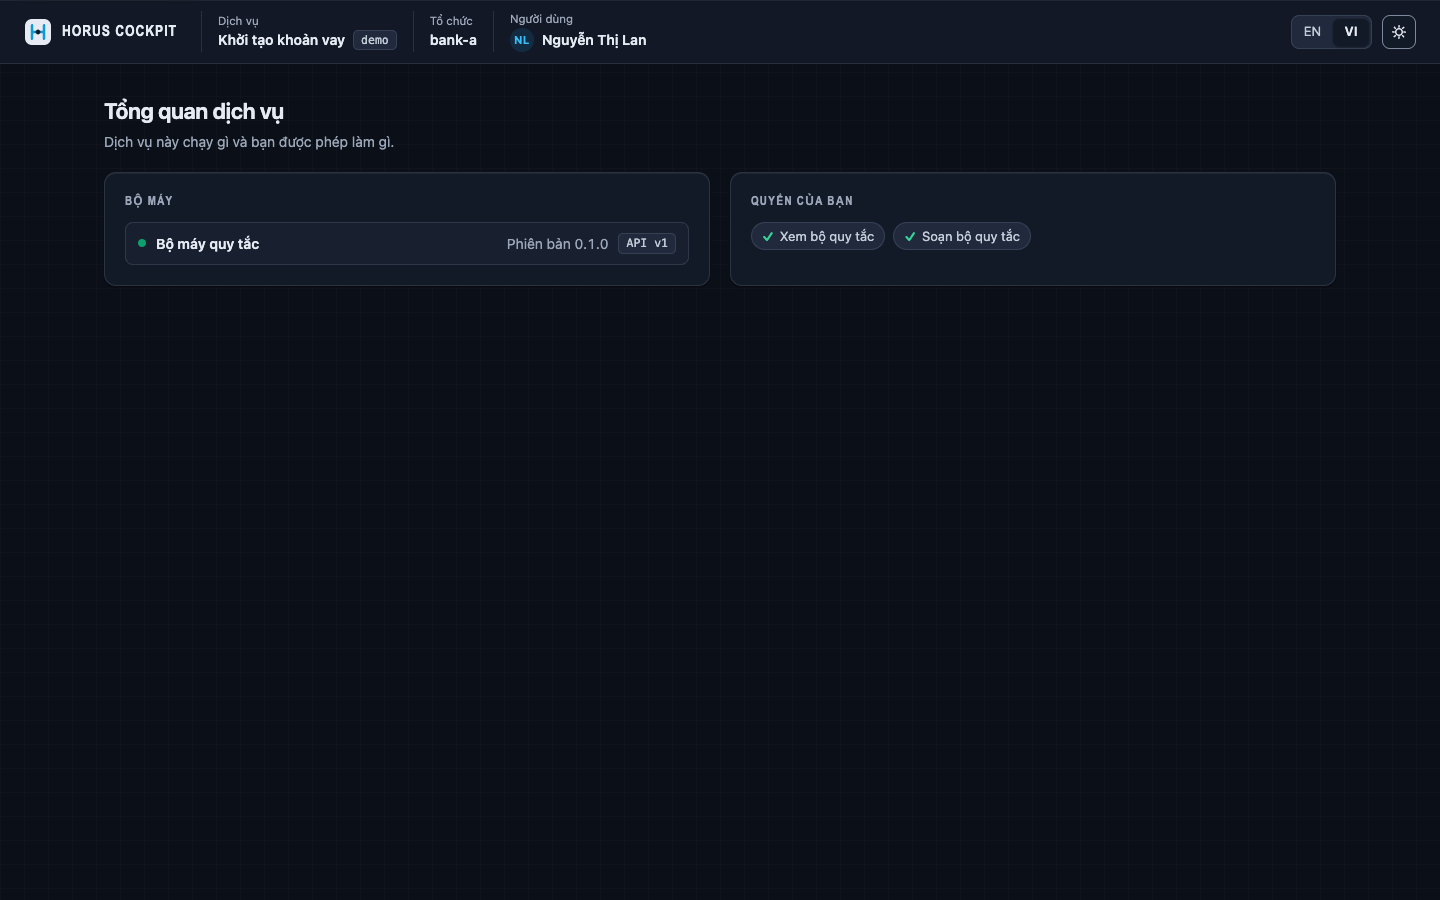 HORUS COCKPIT
Dịch vụ
Khởi tạo khoản vay demo
Tổ chức
bank-a
Người dùng
NL Nguyễn Thị Lan
EN VI
Tổng quan dịch vụ
Dịch vụ này chạy gì và bạn được phép làm gì.
BỘ MÁY
Bộ máy quy tắc Phiên bản 0.1.0 API v1
QUYỀN CỦA BẠN
Xem bộ quy tắc Soạn bộ quy tắc